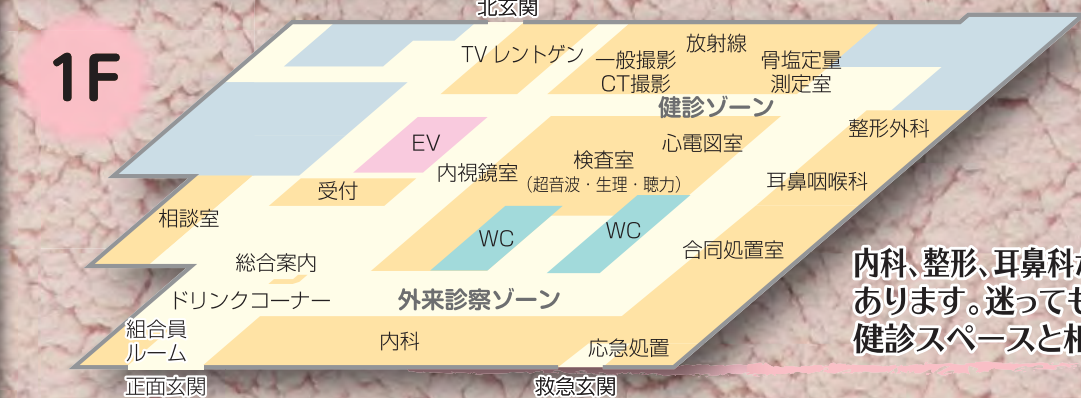 北玄関
1F
TVレントゲン
放射線
一般撮影
CT撮影
骨塩定量
測定室
健診ゾーン
整形外科
EV
内視鏡室
検査室
(超音波・生理・聴力)
心電図室
耳鼻咽喉科
受付
相談室
WC
WC
合同処置室
総合案内
ドリンクコーナー
外来診察ゾーン
組合員
ルーム
内科
応急処置
正面玄関
救急玄関
内科、整形、耳鼻科
あります。迷っても
健診スペースと